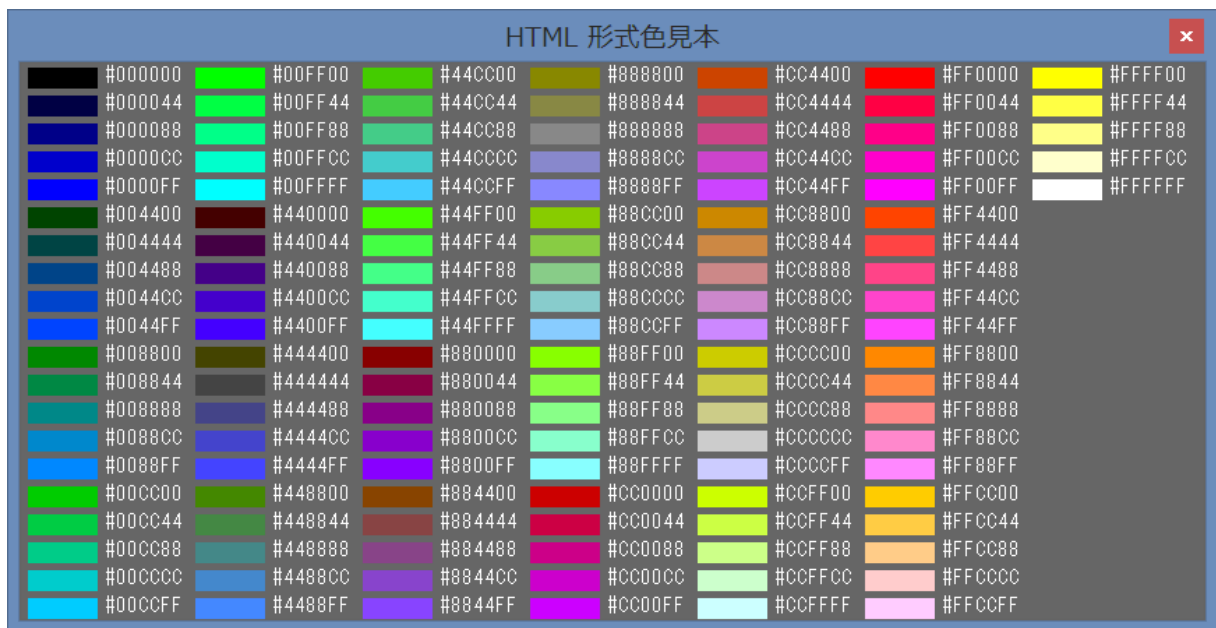 HTML 形式色見本
x
#000000 #00FF00 #44CC00 #888800 #CC4400 #FF0000 #FFFF00
#000044 #00FF44 #44CC44 #888844 #CC4444 #FF0044 #FFFF44
#000088 #00FF88 #44CC88 #888888 #CC4488 #FF0088 #FFFF88
#0000CC #00FFCC #44CCCC #8888CC #CC44CC #FF00CC #FFFFCC
#0000FF #00FFFF #44CCFF #8888FF #CC44FF #FF00FF #FFFFFF
#004400 #440000 #44FF00 #88CC00 #CC8800 #FF4400
#004444 #440044 #44FF44 #88CC44 #CC8844 #FF4444
#004488 #440088 #44FF88 #88CC88 #CC8888 #FF4488
#0044CC #4400CC #44FFCC #88CCCC #CC88CC #FF44CC
#0044FF #4400FF #44FFFF #88CCFF #CC88FF #FF44FF
#008800 #444400 #880000 #88FF00 #CCCC00 #FF8800
#008844 #444444 #880044 #88FF44 #CCCC44 #FF8844
#008888 #444488 #880088 #88FF88 #CCCC88 #FF8888
#0088CC #4444CC #8800CC #88FFCC #CCCCCC #FF88CC
#0088FF #4444FF #8800FF #88FFFF #CCCCFF #FF88FF
#00CC00 #448800 #884400 #CC0000 #CCFF00 #FFCC00
#00CC44 #448844 #884444 #CC0044 #CCFF44 #FFCC44
#00CC88 #448888 #884488 #CC0088 #CCFF88 #FFCC88
#00CCCC #4488CC #8844CC #CC00CC #CCFFCC #FFCCCC
#00CCFF #4488FF #8844FF #CC00FF #CCFFFF #FFCCFF